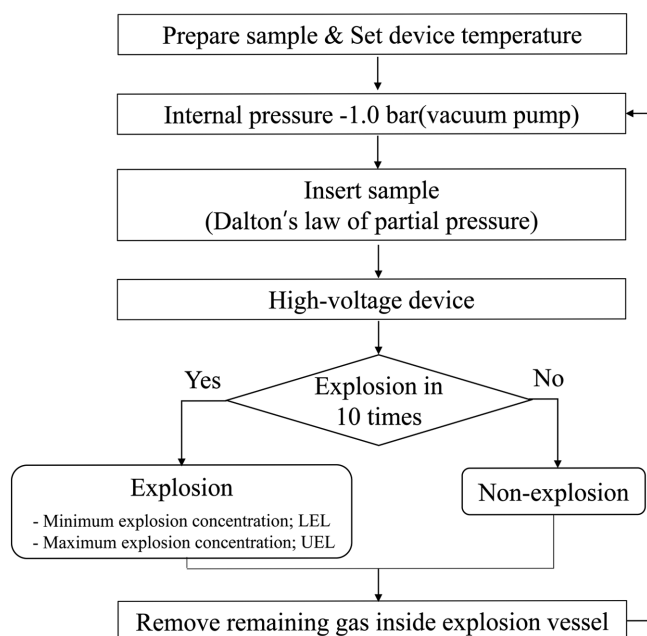 Prepare sample & Set device temperature
Internal pressure -1.0 bar(vacuum pump)
Insert sample
(Dalton's law of partial pressure)
High-voltage device
Yes
No
Explosion in
10 times
Explosion
- Minimum explosion concentration; LEL
- Maximum explosion concentration; UEL
Non-explosion
Remove remaining gas inside explosion vessel